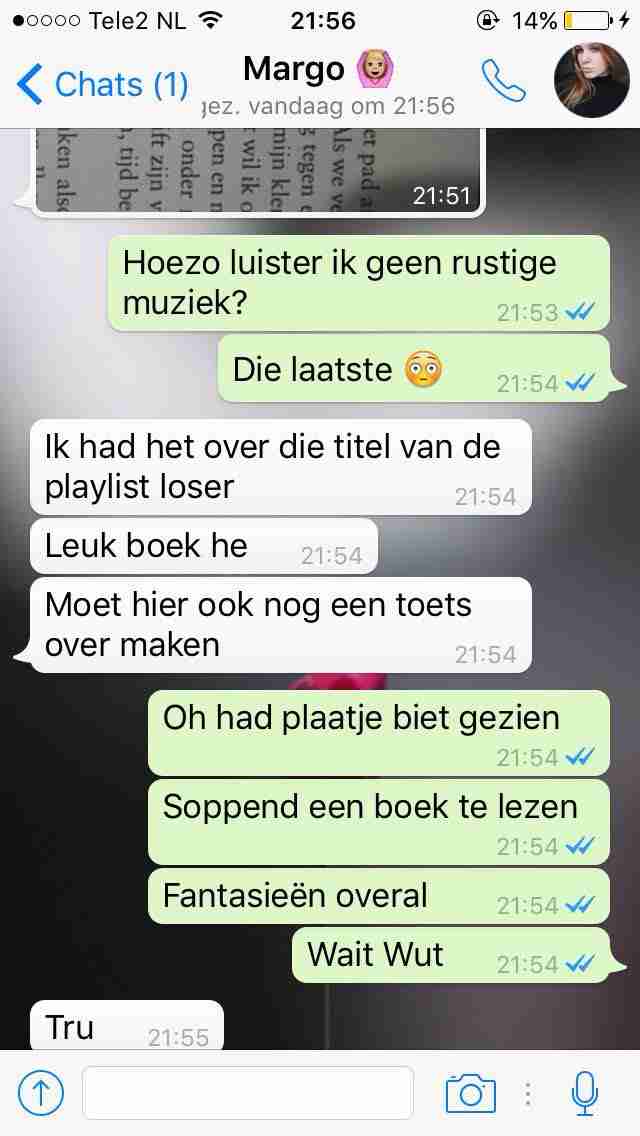 Tele2 NL 21:56 14%
Chats (1) Margo
gez. vandaag om 21:56
21:51
Hoezo luister ik geen rustige
muziek?
21:53
Die laatste 😳 21:54
Ik had het over die titel van de
playlist loser
21:54
Leuk boek he 21:54
Moet hier ook nog een toets
over maken
21:54
Oh had plaatje biet gezien
21:54
Soppend een boek te lezen
21:54
Fantasieën overal 21:54
Wait Wut 21:54
Tru 21:55